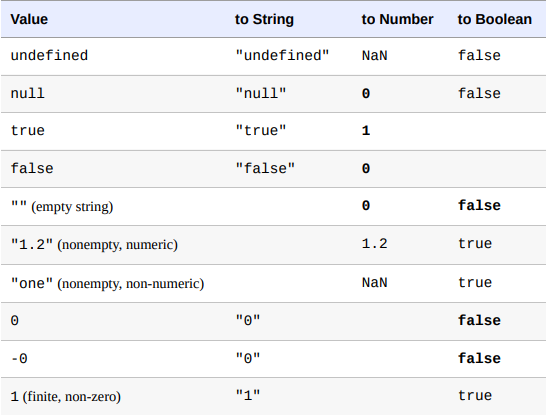 Value to String to Number to Boolean
undefined "undefined" NaN false
null "null" 0 false
true "true" 1
false "false" 0
"" (empty string) 0 false
"1.2" (nonempty, numeric) 1.2 true
"one" (nonempty, non-numeric) NaN true
0 "0" false
-0 "0" false
1 (finite, non-zero) "1" true